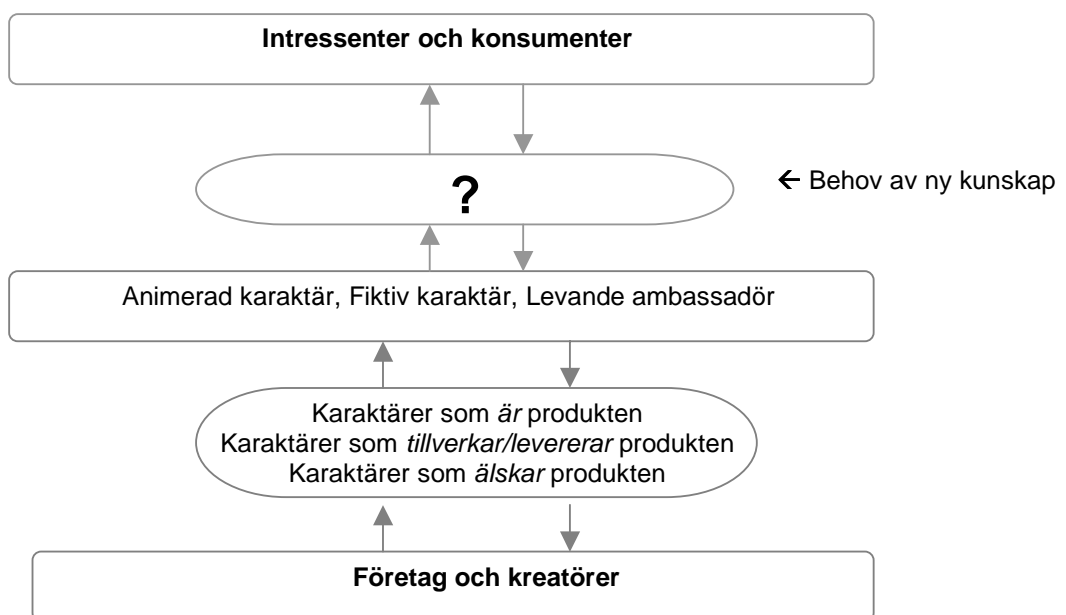 Intressenter och konsumenter
?
← Behov av ny kunskap
Animerad karaktär, Fiktiv karaktär, Levande ambassadör
Karaktärer som är produkten
Karaktärer som tillverkar/levererar produkten
Karaktärer som älskar produkten
Företag och kreatörer